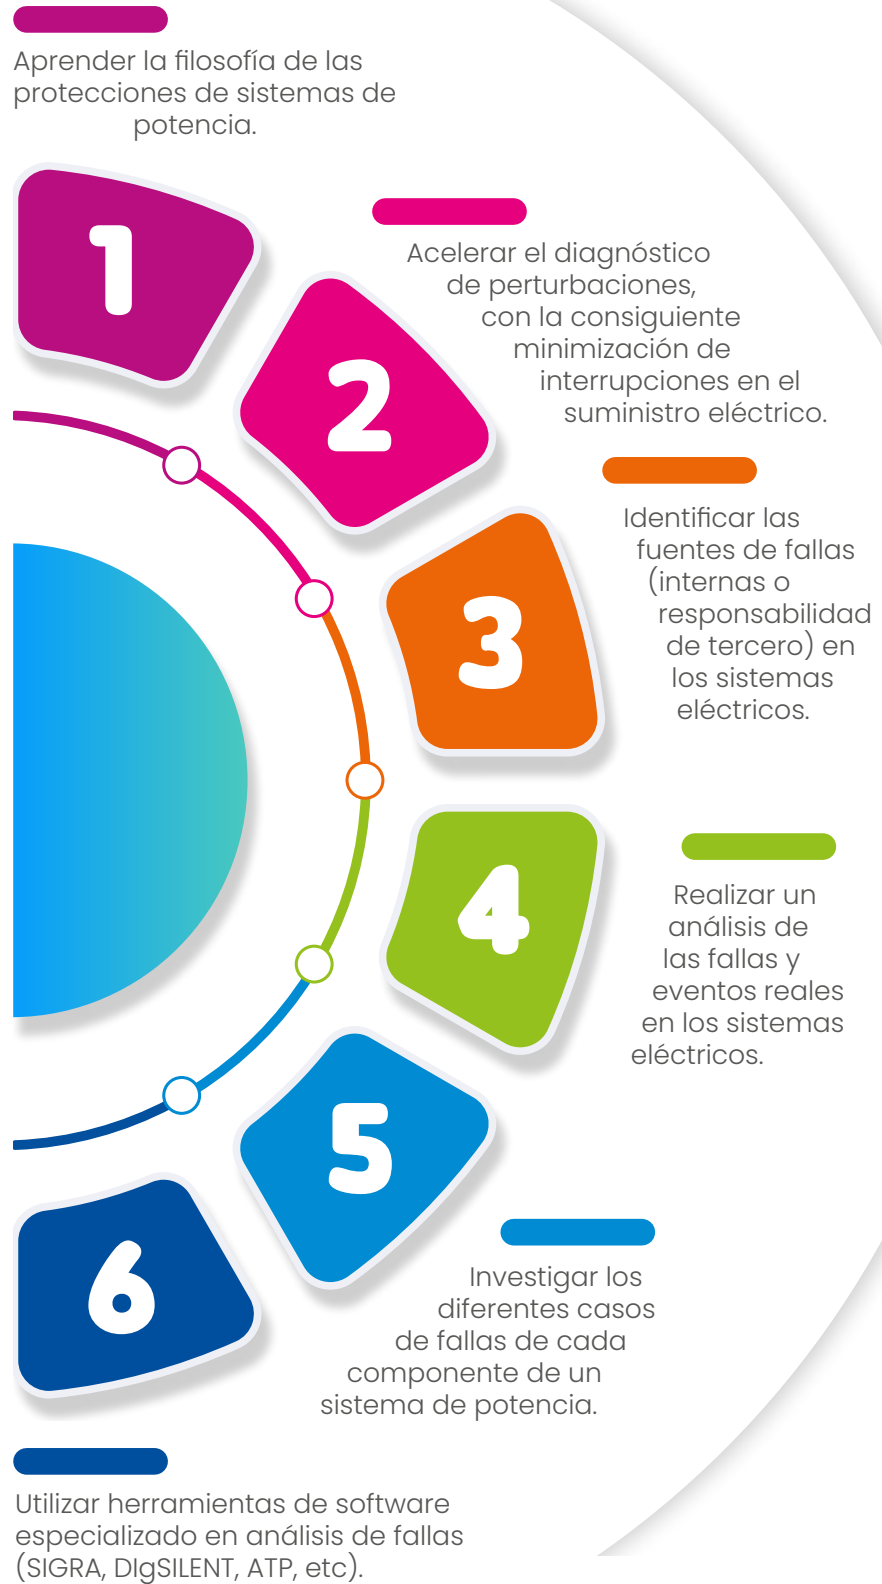 Aprender la filosofía de las
protecciones de sistemas de
potencia.
1
Acelerar el diagnóstico
de perturbaciones,
con la consiguiente
minimización de
interrupciones en el
suministro eléctrico.
2
Identificar las
fuentes de fallas
(internas o
responsabilidad
de tercero) en
los sistemas
eléctricos.
3
4
Realizar un
análisis de
las fallas y
eventos reales
en los sistemas
eléctricos.
5
Investigar los
diferentes casos
de fallas de cada
componente de un
sistema de potencia.
6
Utilizar herramientas de software
especializado en análisis de fallas
(SIGRA, DIgSILENT, ATP, etc).